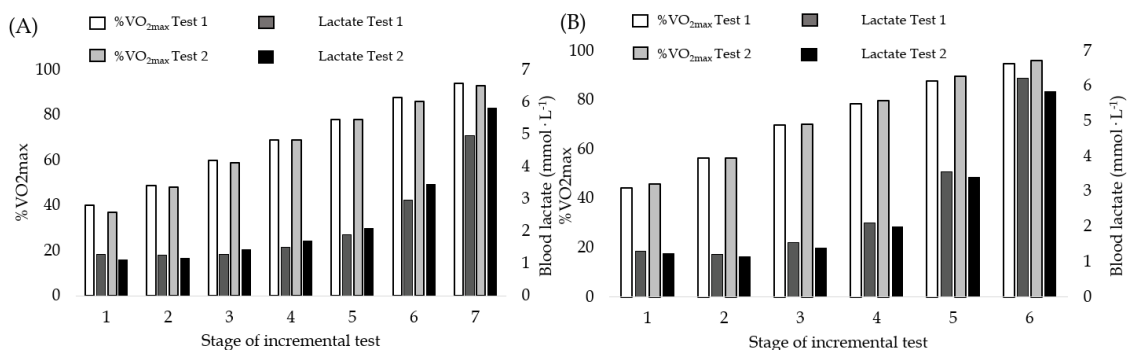 (A)
%VO2max Test 1 Lactate Test 1
%VO2max Test 2 Lactate Test 2
100
80
60
40
20
0
%VO2max
7
6
5
4
3
2
1
0
Blood lactate (mmol·L-1)
1 2 3 4 5 6 7
Stage of incremental test
(B)
%VO2max Test 1 Lactate Test 1
%VO2max Test 2 Lactate Test 2
100
80
60
40
20
0
%VO2max
7
6
5
4
3
2
1
0
Blood lactate (mmol·L-1)
1 2 3 4 5 6
Stage of incremental test